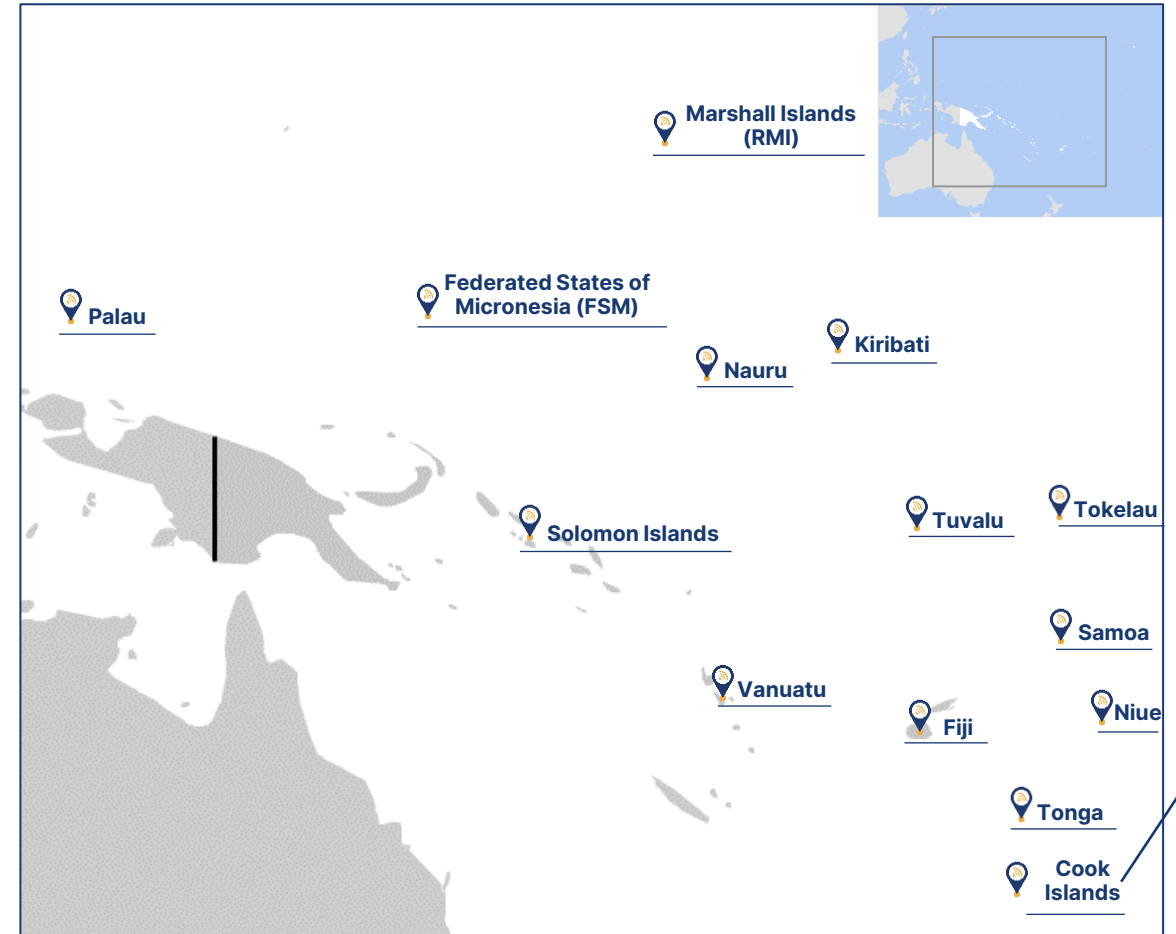 Marshall Islands
(RMI)
Federated States of
Micronesia (FSM)
Palau
Kiribati
Nauru
Tokelau
Tuvalu
Solomon Islands
Samoa
Vanuatu
Niue
Fiji
Tonga
Cook
Islands